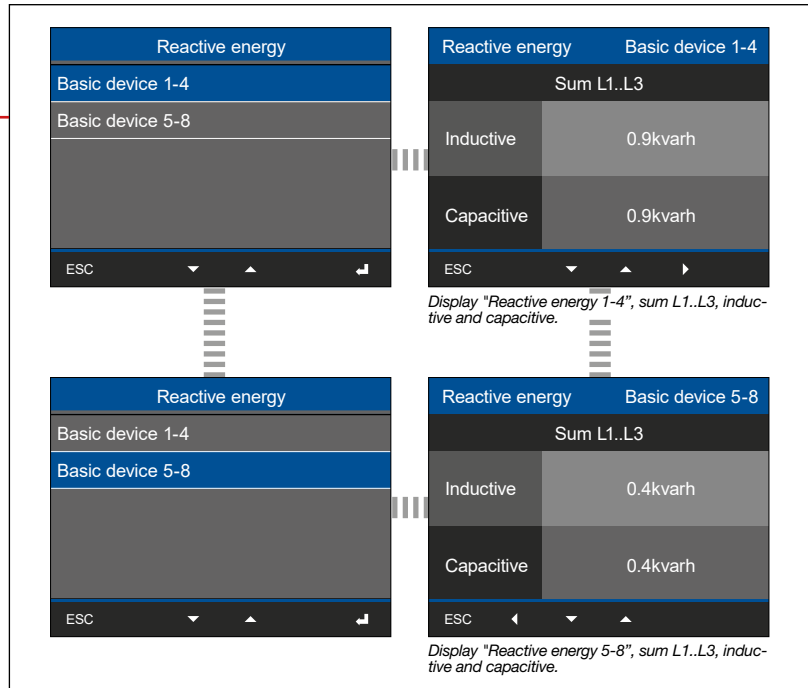 Reactive energy
Basic device 1-4
Basic device 5-8
ESC
Reactive energy Basic device 1-4
Sum L1..L3
Inductive 0.9kvarh
Capacitive 0.9kvarh
ESC
Display "Reactive energy 1-4”, sum L1..L3, induc-
tive and capacitive.
Reactive energy
Basic device 1-4
Basic device 5-8
ESC
Reactive energy Basic device 5-8
Sum L1..L3
Inductive 0.4kvarh
Capacitive 0.4kvarh
ESC
Display "Reactive energy 5-8”, sum L1..L3, induc-
tive and capacitive.